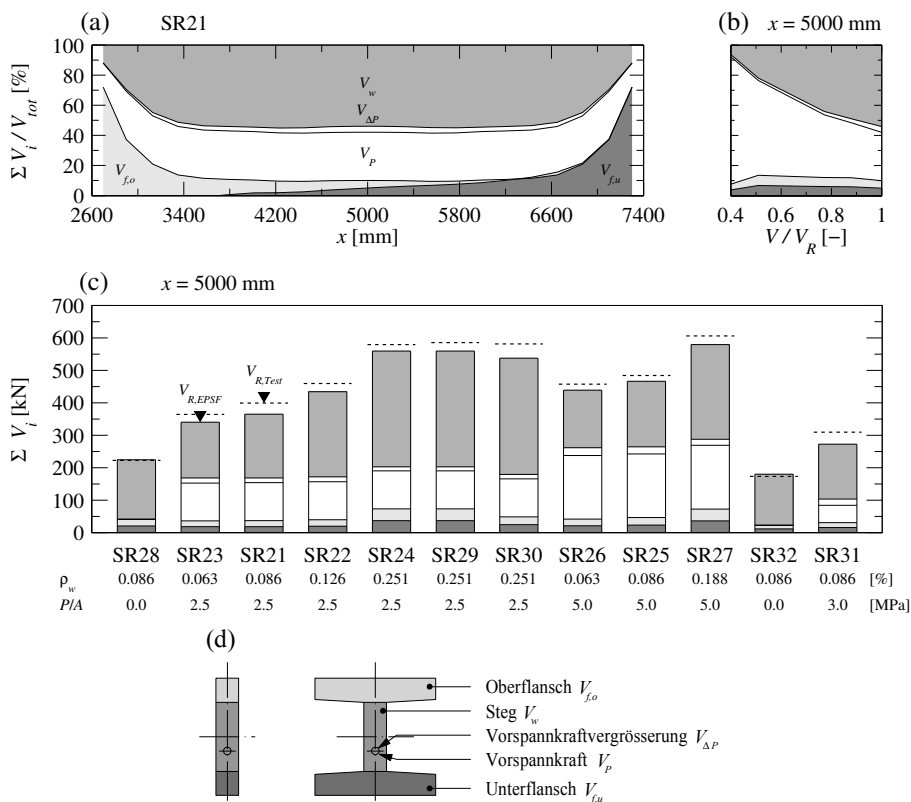 (a) SR21
(b) x = 5000 mm
Σ V_i / V_tot [%]
100
80
60
40
20
0
V_w
V_ΔP
V_P
V_f,o
V_f,u
2600 3400 4200 5000 5800 6600 7400
x [mm]
0.4 0.6 0.8 1
V / V_R [–]
(c) x = 5000 mm
Σ V_i [kN]
700
600
500
400
300
200
100
0
V_R,EPSF
V_R,Test
SR28 SR23 SR21 SR22 SR24 SR29 SR30 SR26 SR25 SR27 SR32 SR31
ρ_w 0.086 0.063 0.086 0.126 0.251 0.251 0.251 0.063 0.086 0.188 0.086 0.086 [%]
P/A 0.0 2.5 2.5 2.5 2.5 2.5 2.5 5.0 5.0 5.0 0.0 3.0 [MPa]
(d)
Oberflansch V_f,o
Steg V_w
Vorspannkraftvergrösserung V_ΔP
Vorspannkraft V_P
Unterflansch V_f,u